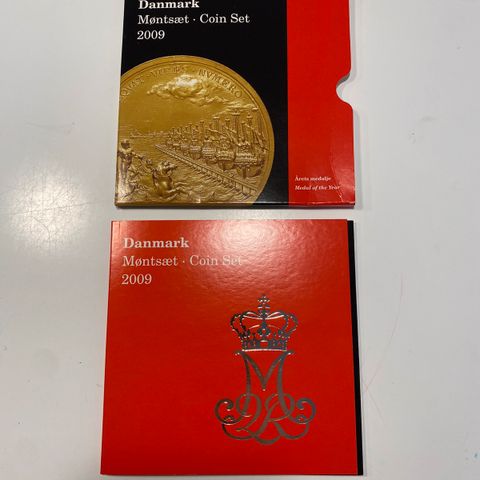 Danmark
Møntsæt · Coin Set
2009
Årets medalje
Medal of the Year
Danmark
Møntsæt · Coin Set
2009